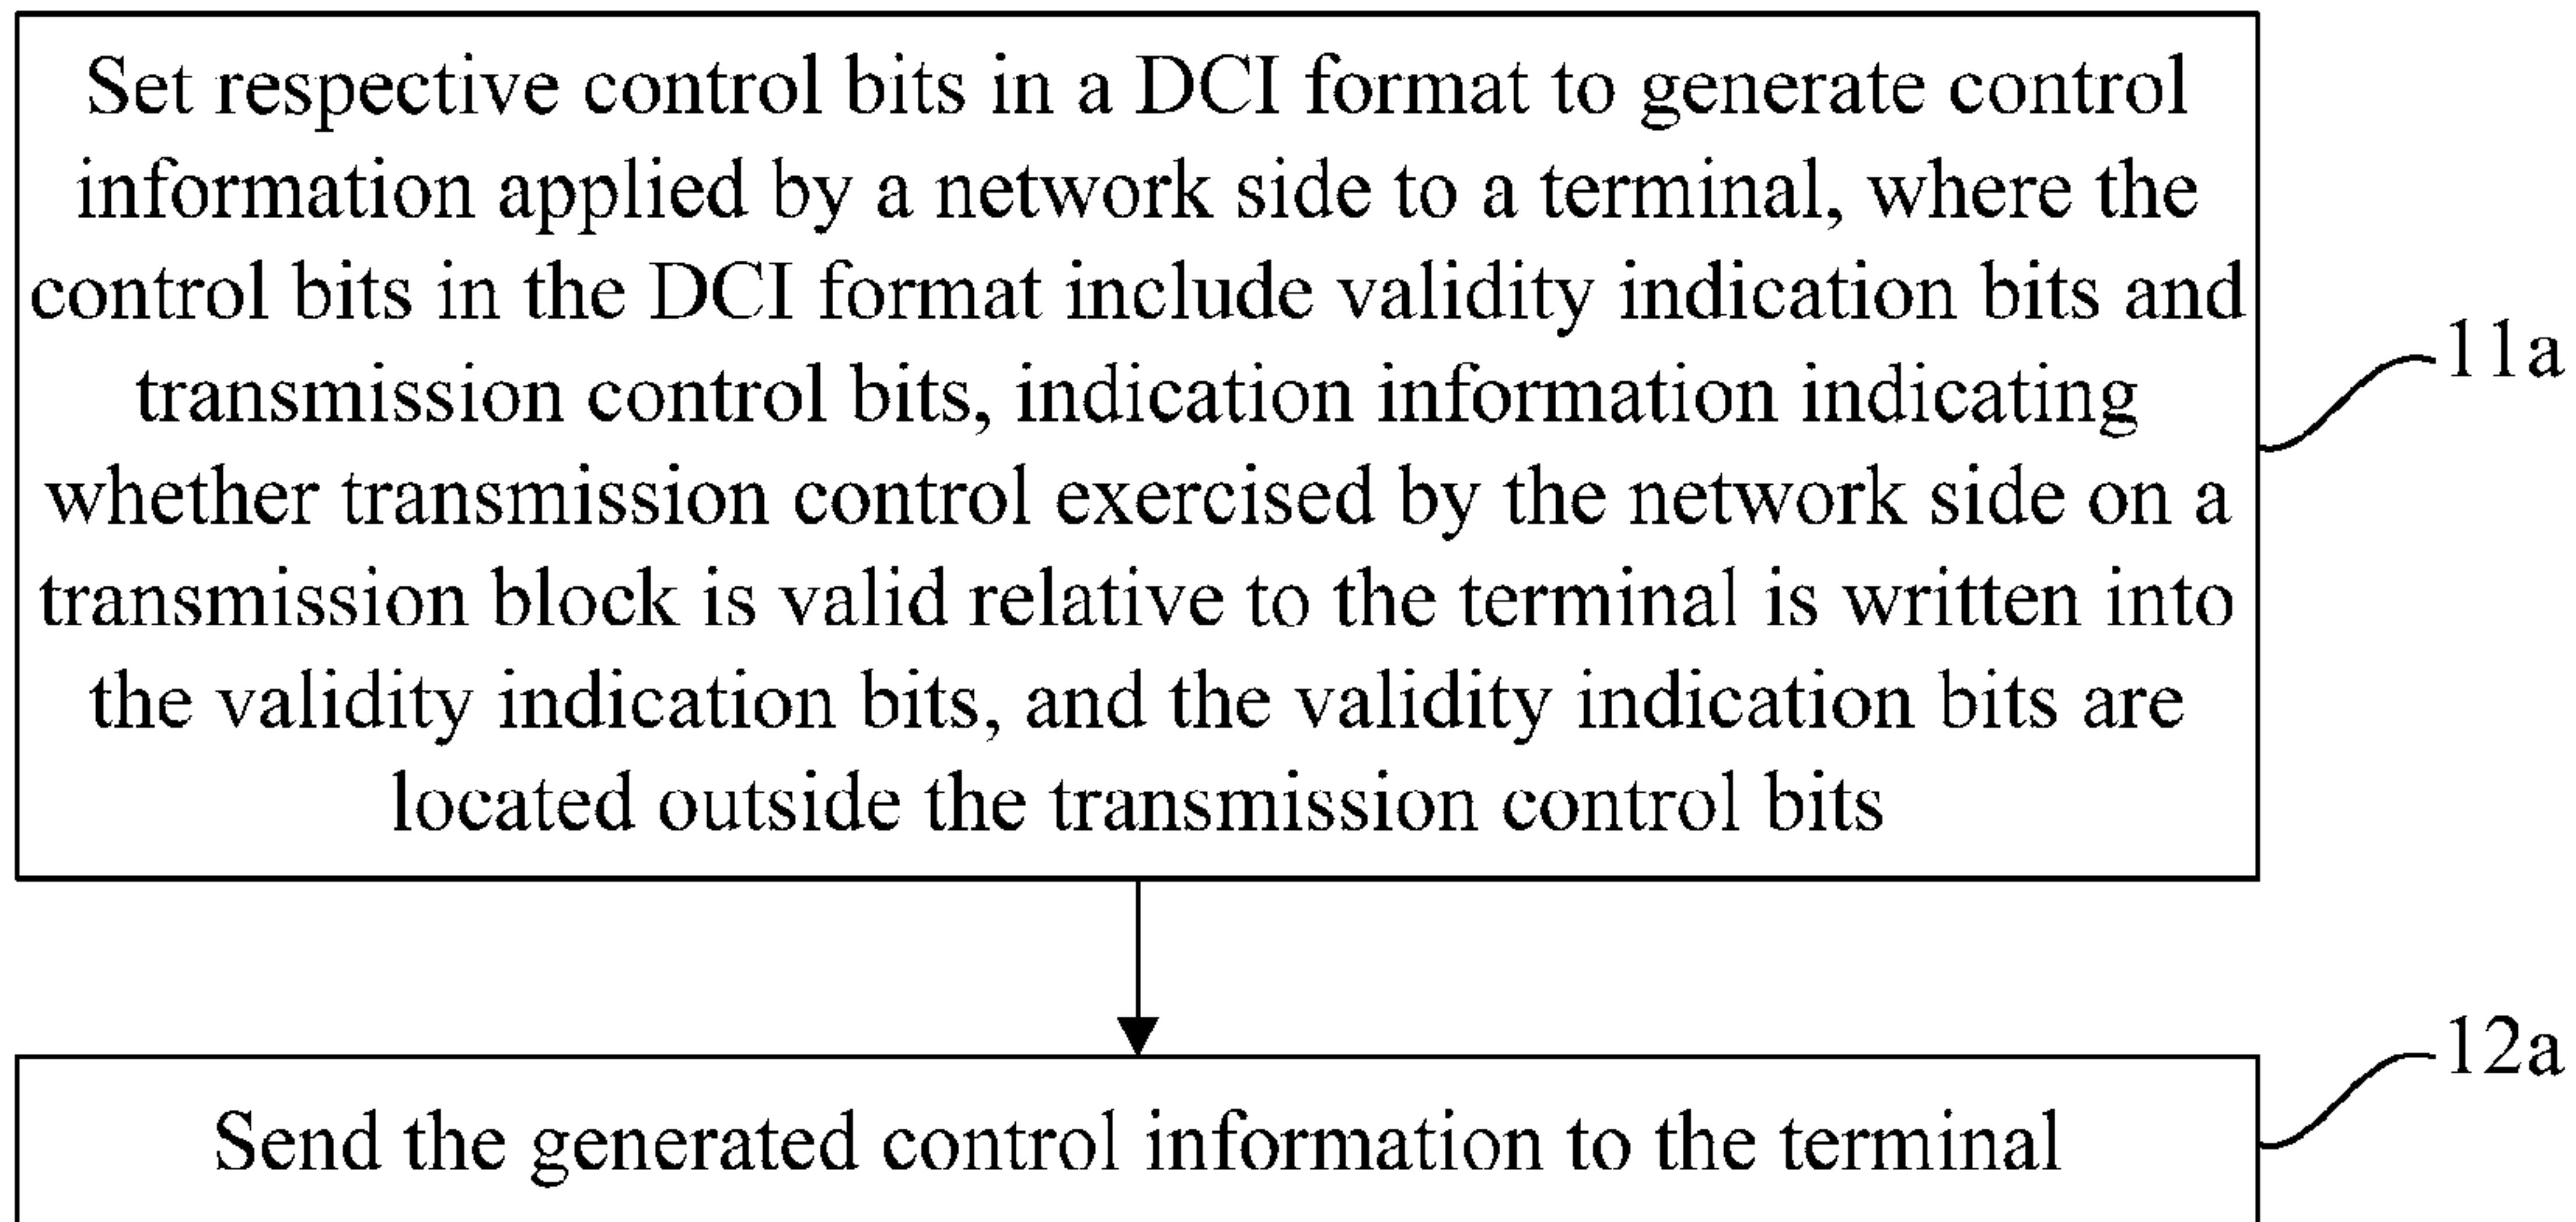 Set respective control bits in a DCI format to generate control
information applied by a network side to a terminal, where the
control bits in the DCI format include validity indication bits and
transmission control bits, indication information indicating
whether transmission control exercised by the network side on a
transmission block is valid relative to the terminal is written into
the validity indication bits, and the validity indication bits are
located outside the transmission control bits
11a
12a
Send the generated control information to the terminal